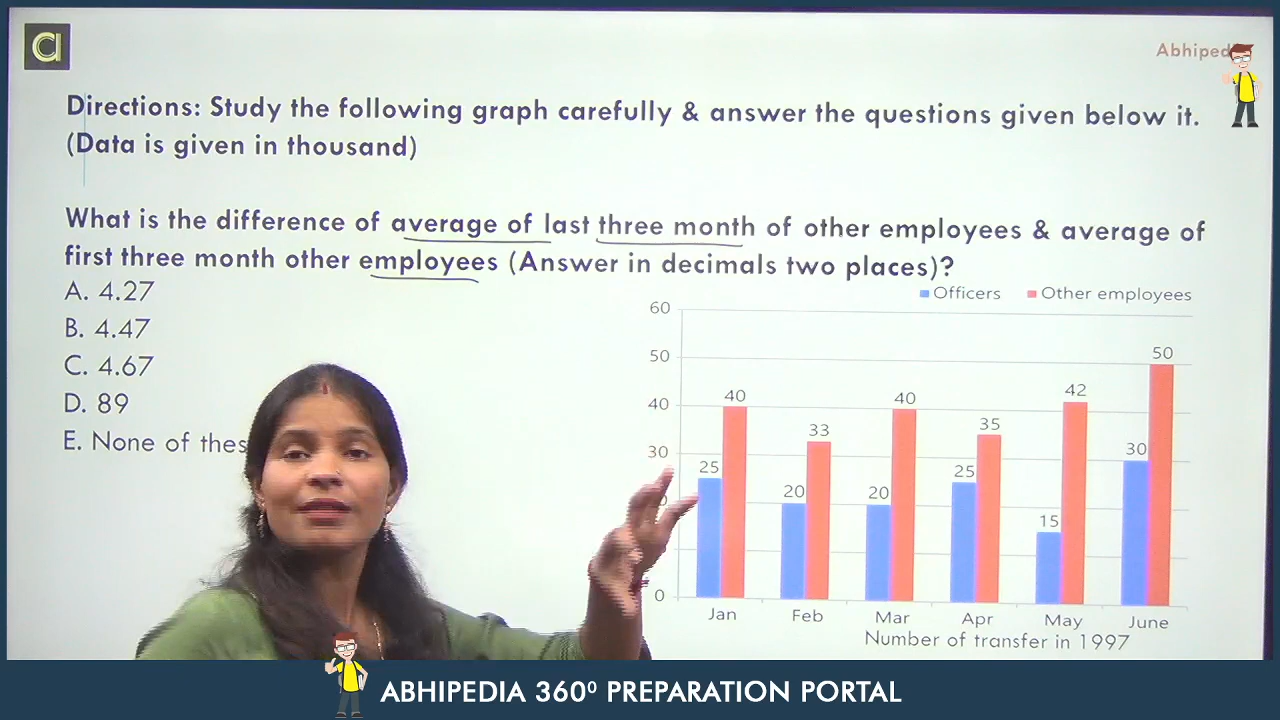 a
Abhiped
Directions: Study the following graph carefully & answer the questions given below it.
(Data is given in thousand)
What is the difference of average of last three month of other employees & average of
first three month other employees (Answer in decimals two places)?
A. 4.27
B. 4.47
C. 4.67
D. 89
E. None of thes
Officers Other employees
60
50
40
30
0
0
25 40
20 33
20 40
25 35
15 42
30 50
Jan Feb Mar Apr May June
Number of transfer in 1997
ABHIPEDIA 360⁰ PREPARATION PORTAL